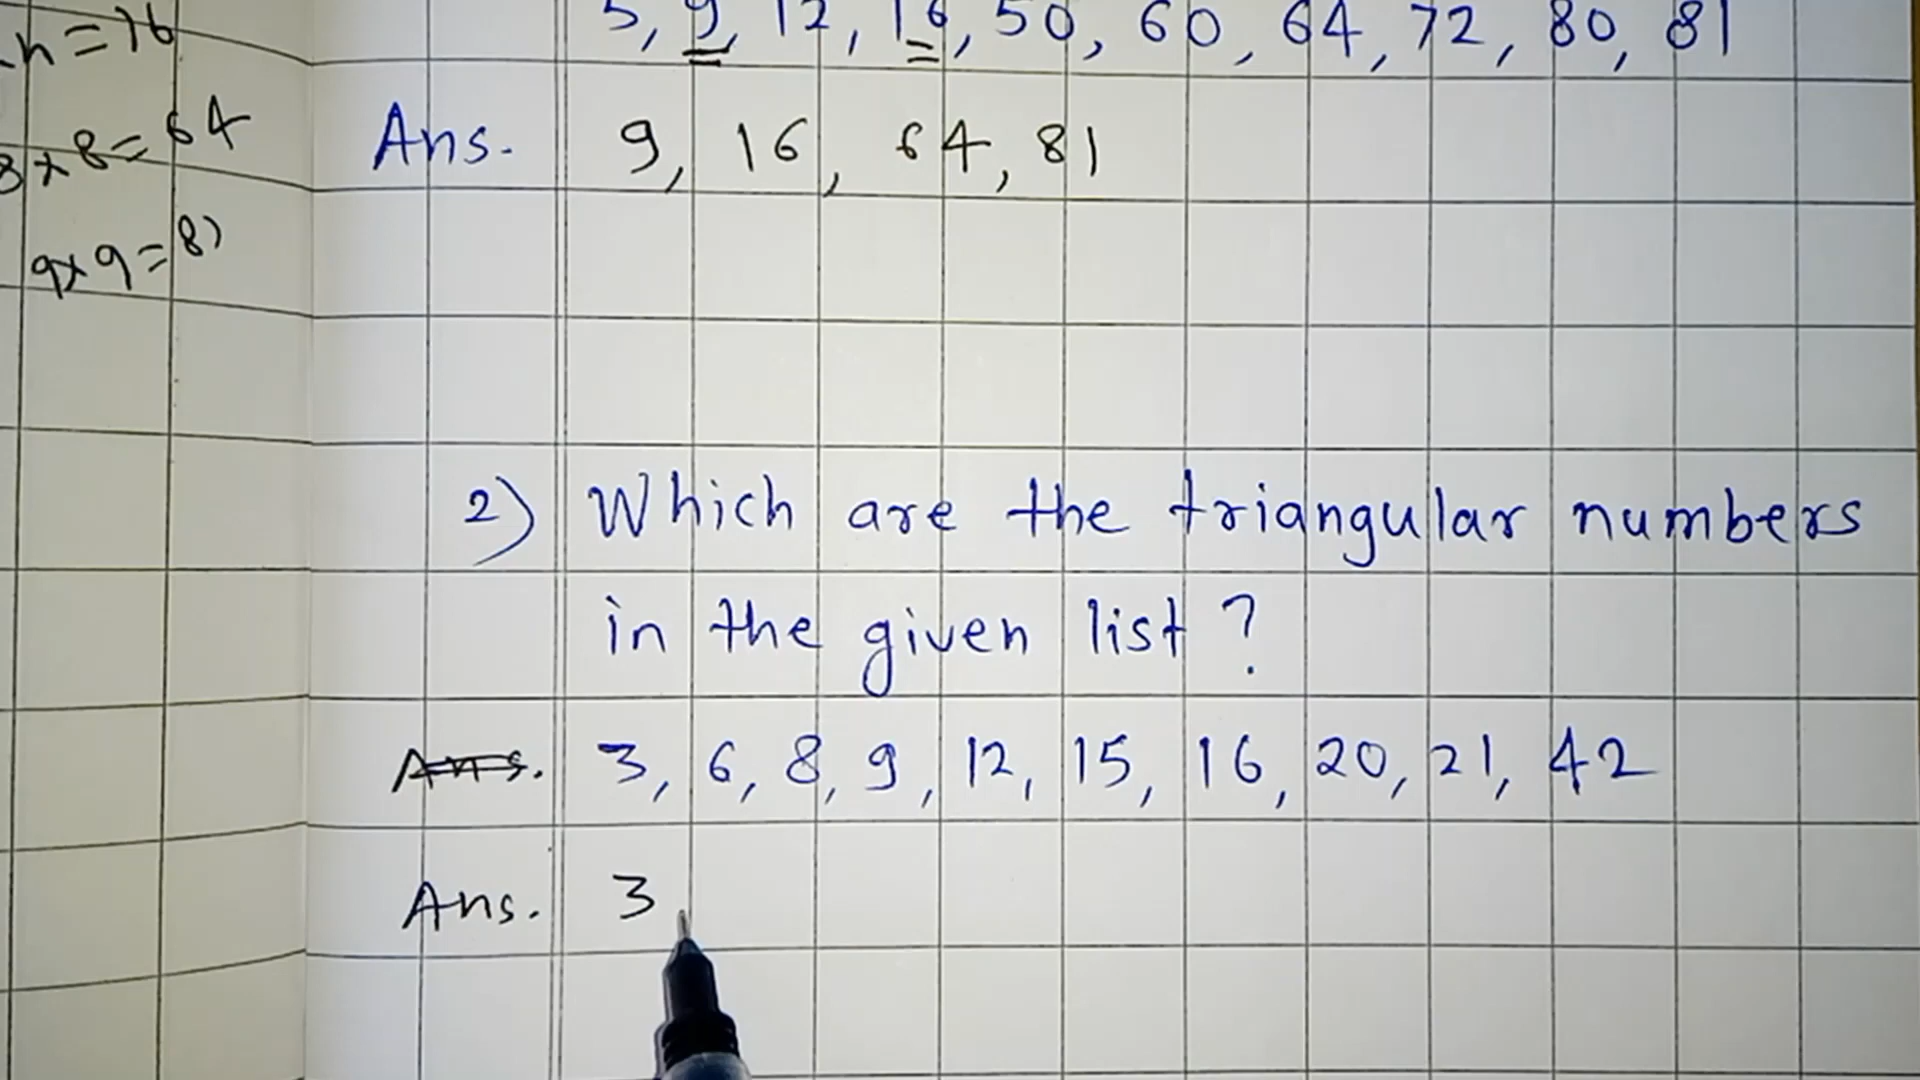 5, 9, 12, 16, 50, 60, 64, 72, 80, 81
Ans. 9, 16, 64, 81
=16
8×8=64
9×9=81
2) Which are the triangular numbers
in the given list?
Ans. 3, 6, 8, 9, 12, 15, 16, 20, 21, 42
Ans. 3